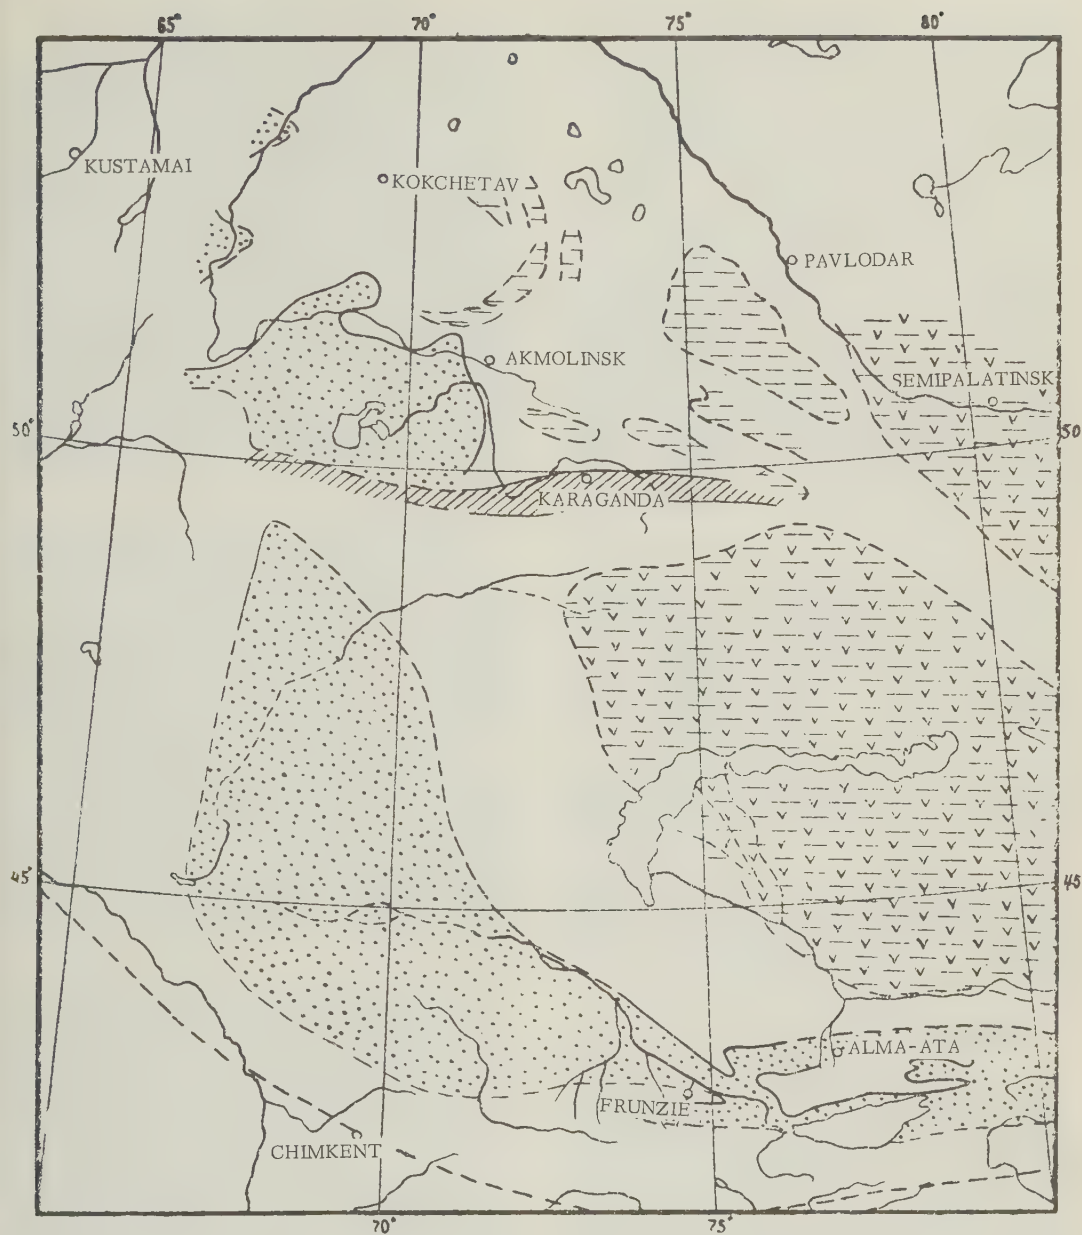 65° 70° 75° 80°
KUSTAMAI
KOKCHETAV
PAVLODAR
AKMOLINSK
SEMIPALATINSK
50° 50
KARAGANDA
45° 45
ALMA-ATA
FRUNZIE
CHIMKENT
70° 75°